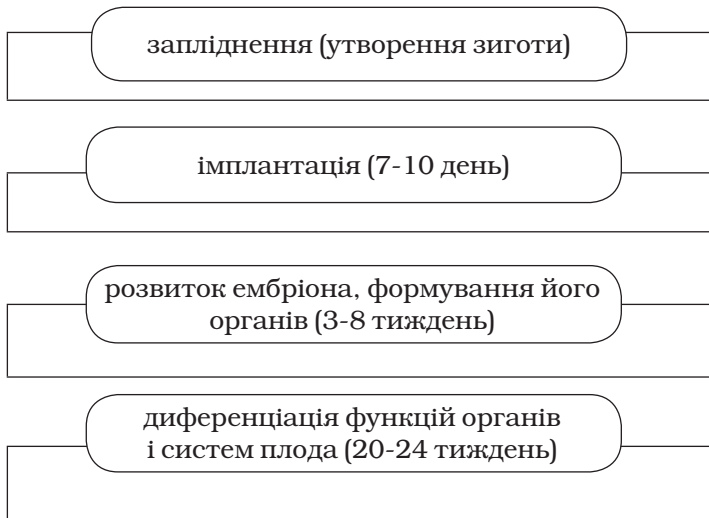 запліднення (утворення зиготи)
імплантація (7-10 день)
розвиток ембріона, формування його
органів (3-8 тиждень)
диференціація функцій органів
і систем плода (20-24 тиждень)